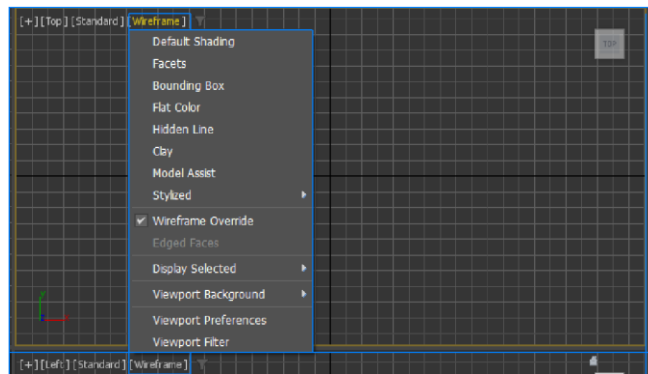 [+] [Top] [Standard] [Wireframe]
TOP
Default Shading
Facets
Bounding Box
Flat Color
Hidden Line
Clay
Model Assist
Stylized
Wireframe Override
Edged Faces
Display Selected
Viewport Background
Viewport Preferences
Viewport Filter
Y
[+] [Left] [Standard] [Wireframe]